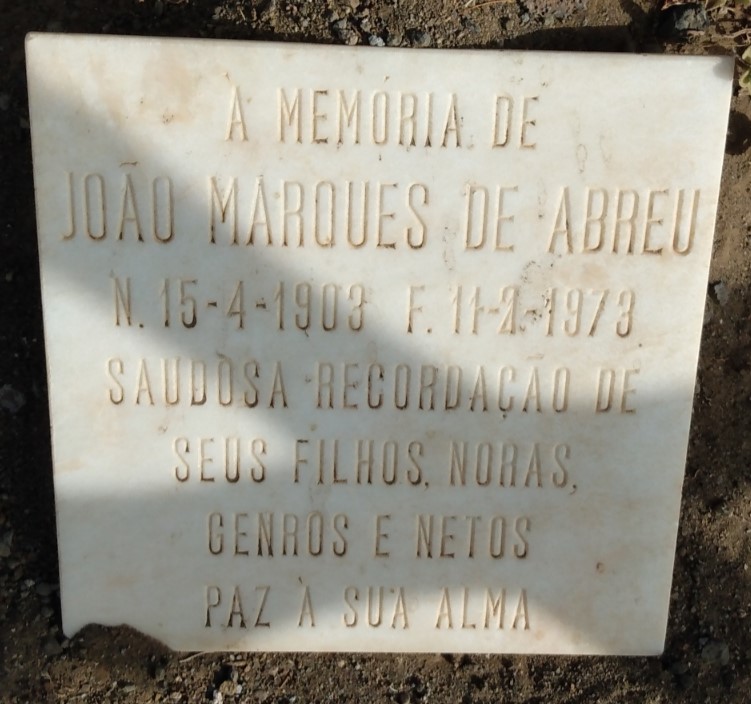 A MEMÓRIA DE
JOÃO MARQUES DE ABREU
N. 15-4-1903 F. 11-2-1973
SAUDOSA RECORDAÇÃO DE
SEUS FILHOS, NORAS,
GENROS E NETOS
PAZ À SUA ALMA